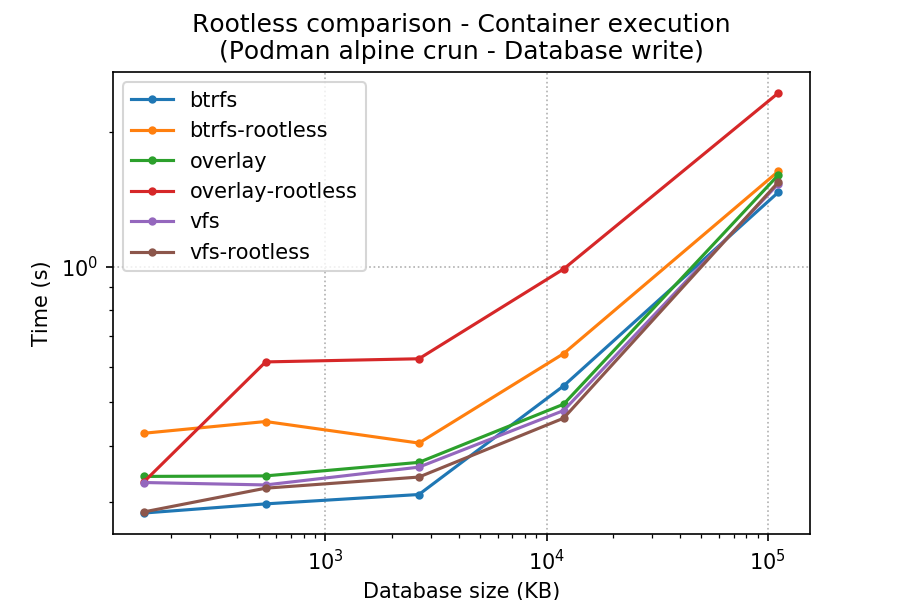 Rootless comparison - Container execution
(Podman alpine crun - Database write)
btrfs
btrfs-rootless
overlay
overlay-rootless
vfs
vfs-rootless
Time (s)
10⁰
10³ 10⁴ 10⁵
Database size (KB)